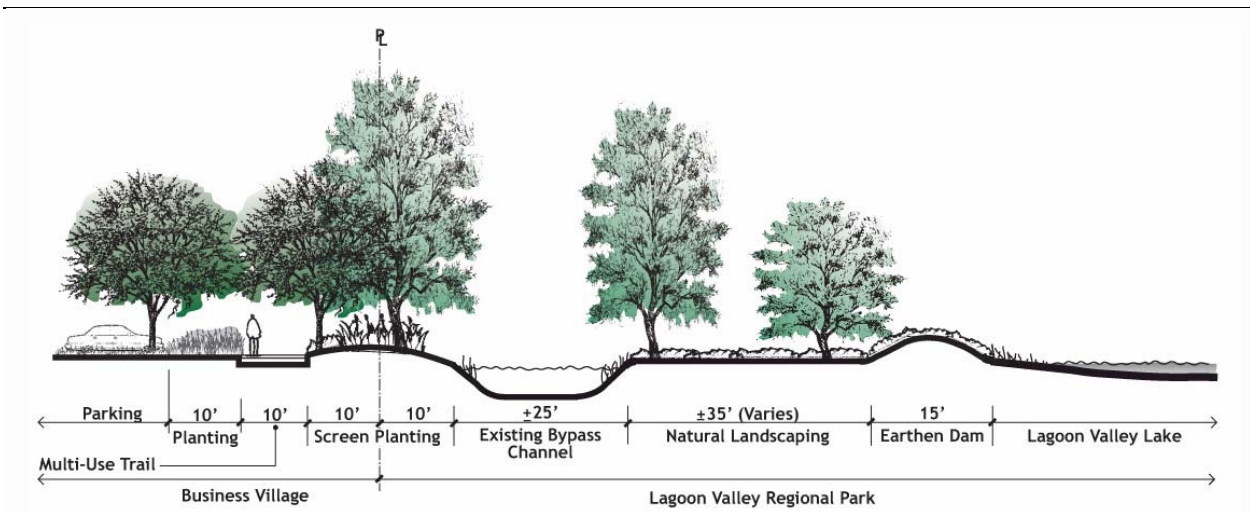 PL
Parking
10'
Planting
10'
Multi-Use Trail
10'
10'
Screen Planting
±25'
Existing Bypass
Channel
±35' (Varies)
Natural Landscaping
15'
Earthen Dam
Lagoon Valley Lake
Business Village
Lagoon Valley Regional Park